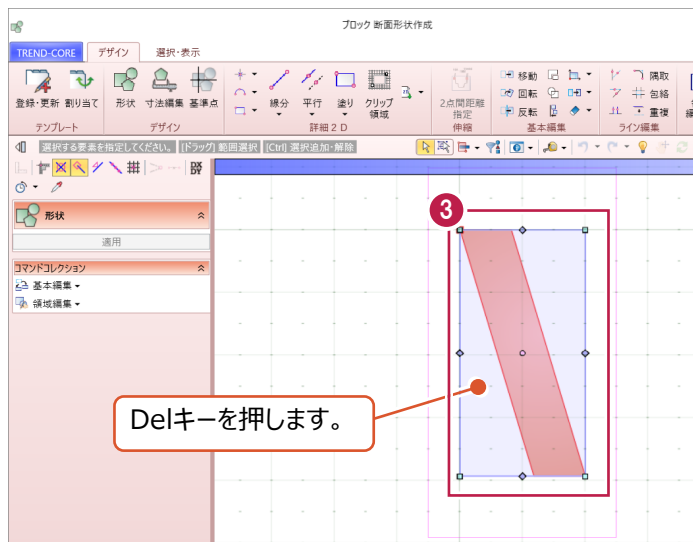 ブロック 断面形状作成
TREND-CORE デザイン 選択・表示
登録・更新 割り当て 形状 寸法編集 基準点 線分 平行 塗り クリップ領域 2点間距離指定 移動 回転 反転 隅取 包絡 重複
テンプレート デザイン 詳細２Ｄ 伸縮 基本編集 ライン編集
選択する要素を指定してください。 [ドラッグ] 範囲選択 [Ctrl] 選択追加・解除
形状
適用
コマンドコレクション
基本編集
領域編集
3
Delキーを押します。